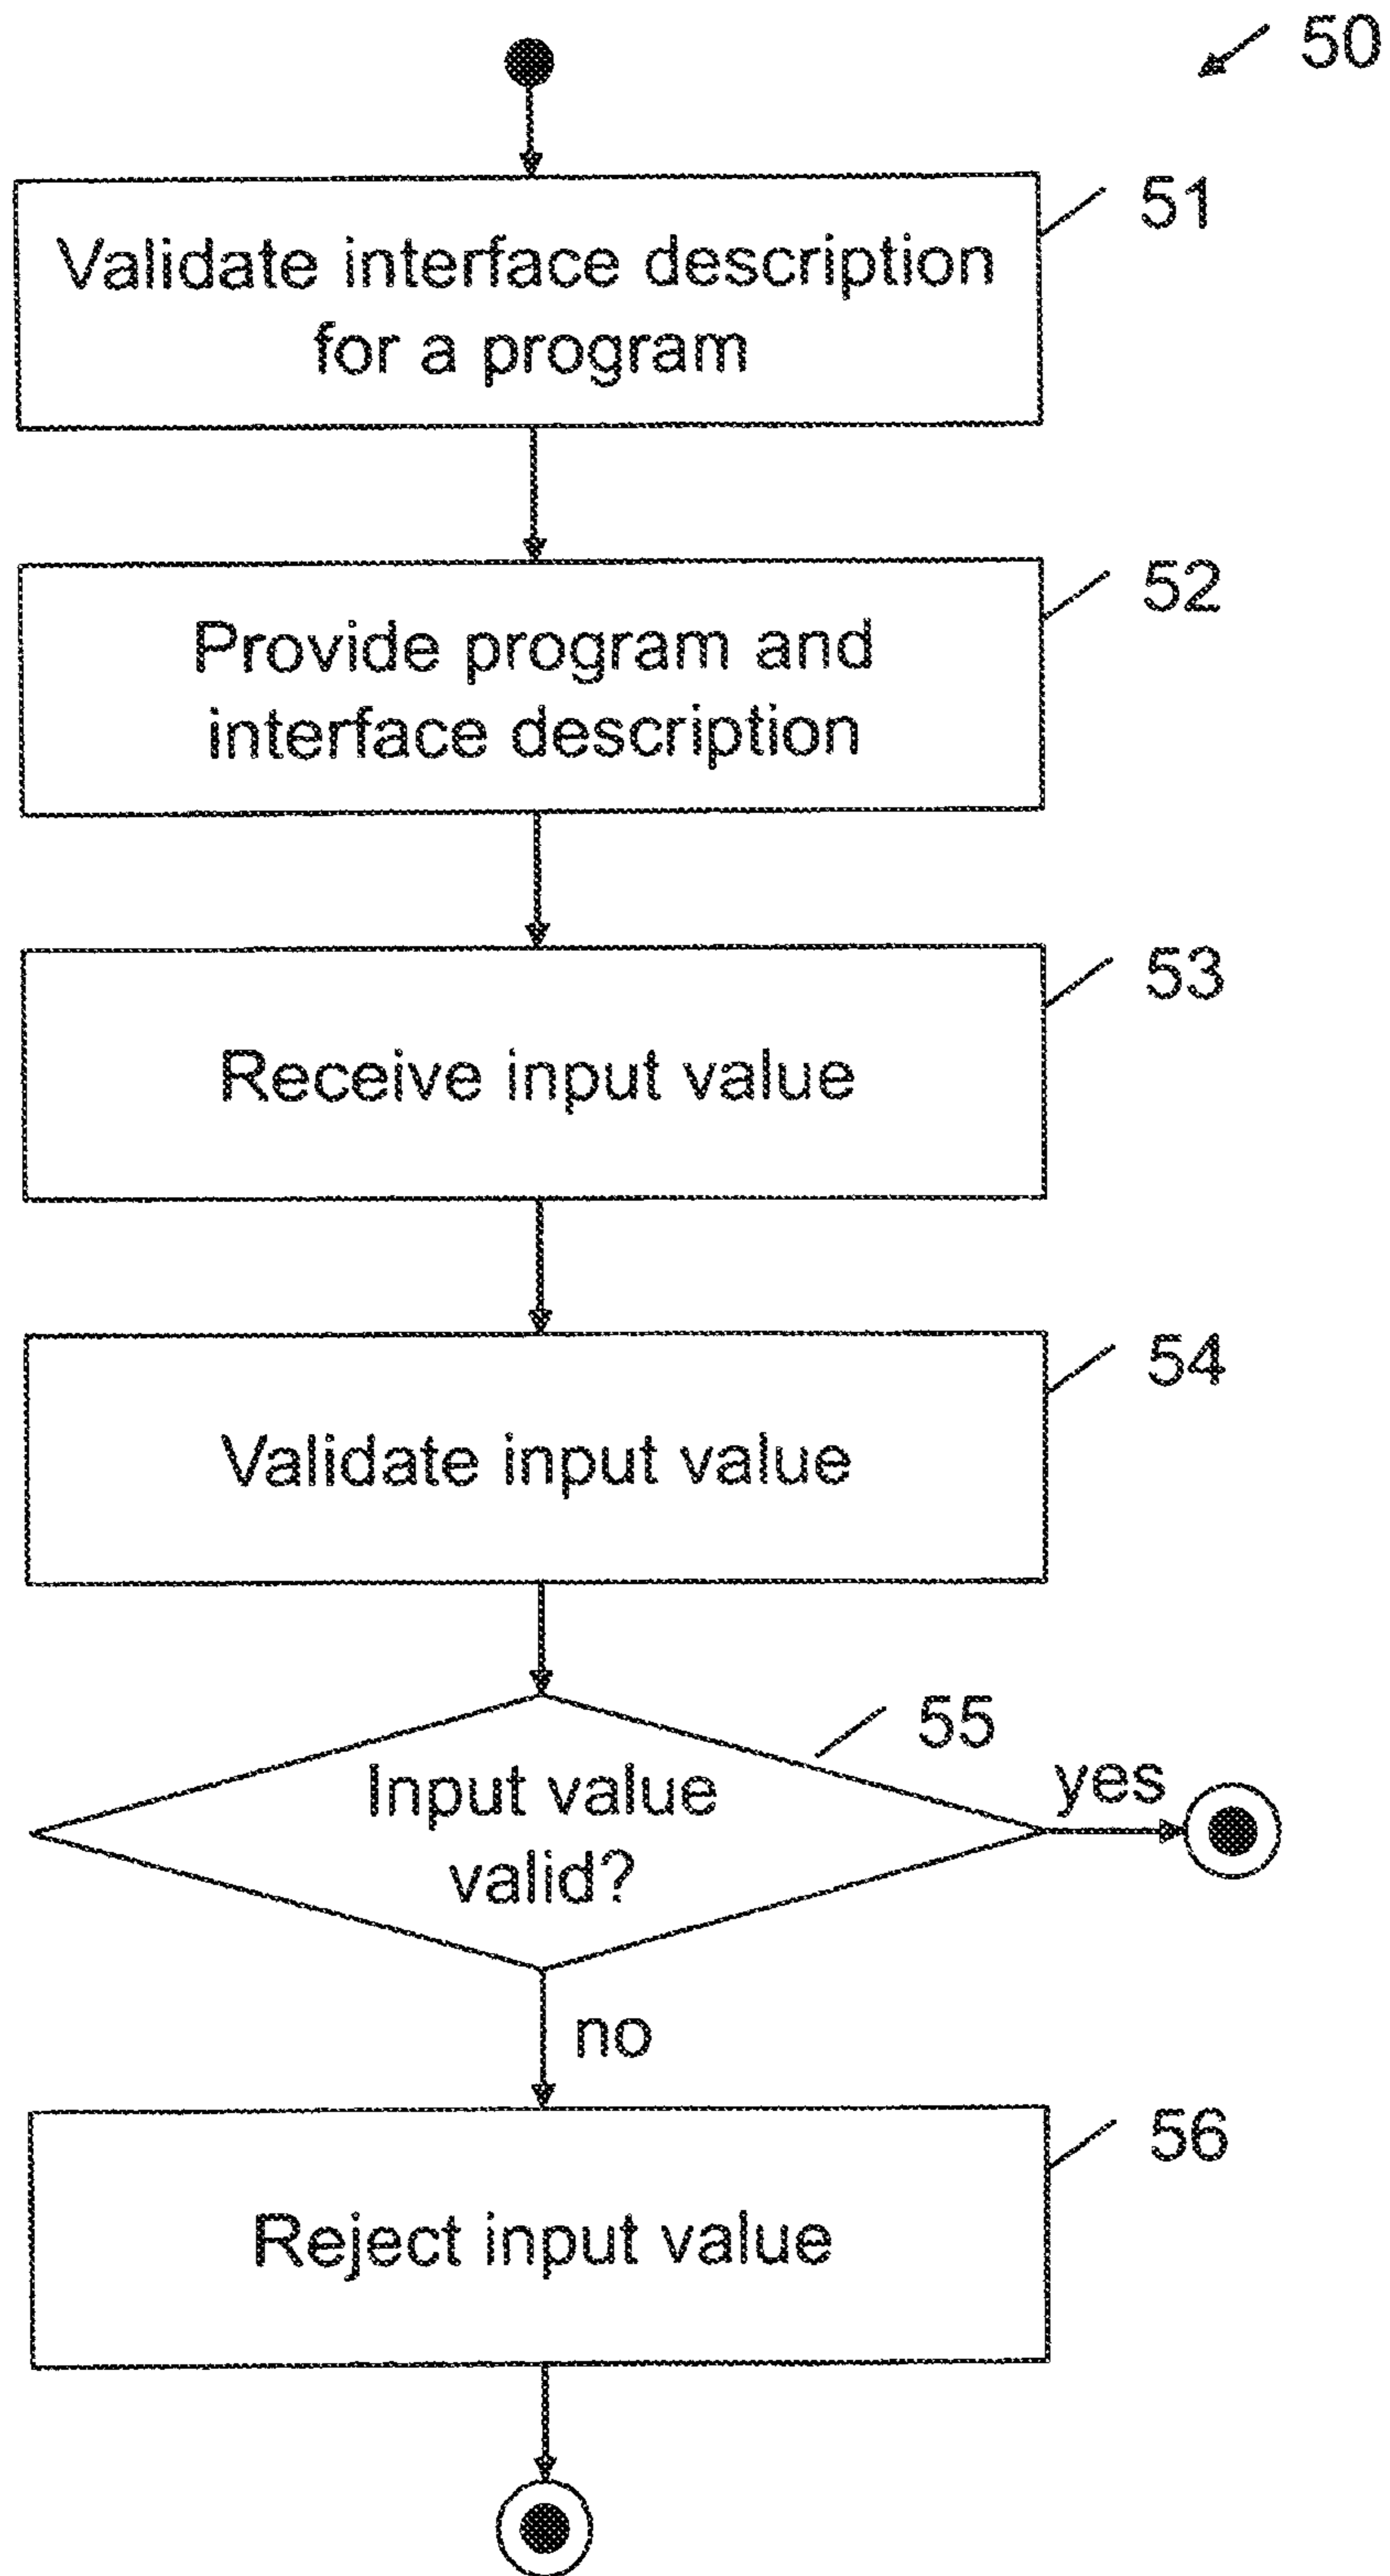 50
51
Validate interface description
for a program
52
Provide program and
interface description
53
Receive input value
54
Validate input value
55
yes
Input value
valid?
no
56
Reject input value